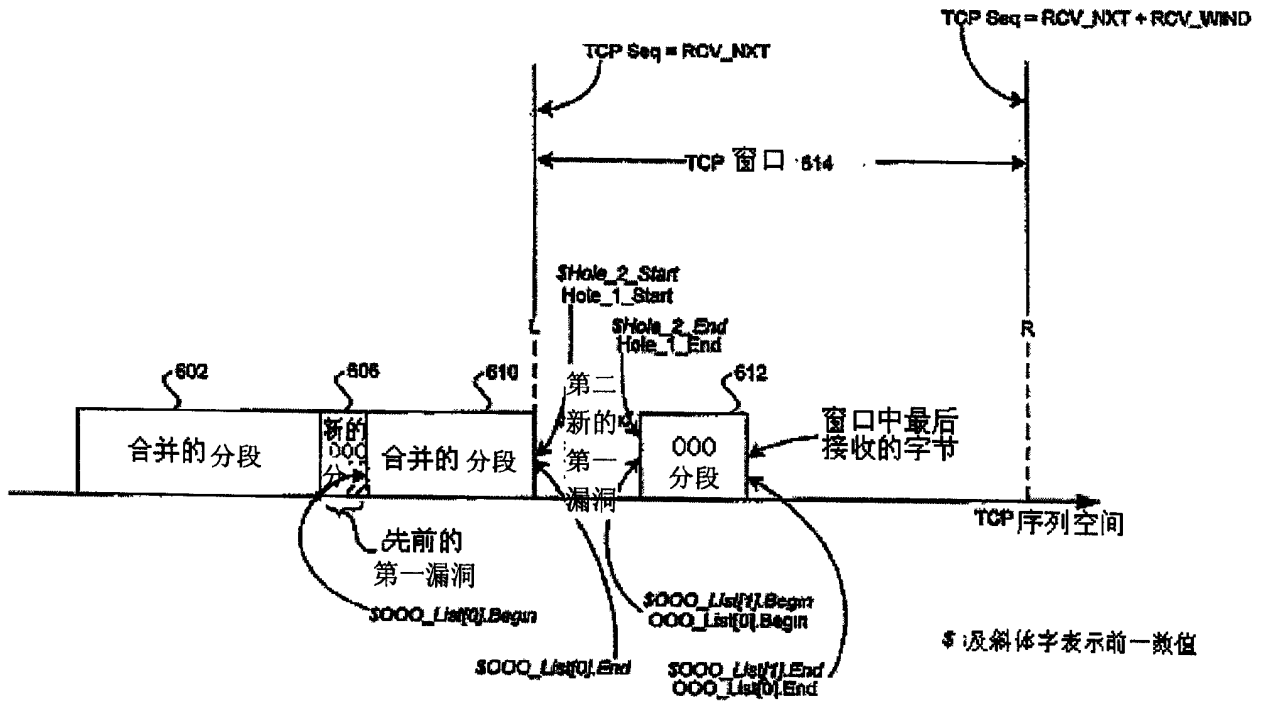 TCP Seq = RCV_NXT + RCV_WIND
TCP Seq = RCV_NXT
TCP 窗口 614
$Hole_2_Start
Hole_1_Start
L
$Hole_2_End
Hole_1_End
R
602
606
610
612
合并的 分段
新的
OOO
分
合并的 分段
第二
新的
第一
漏洞
OOO
分段
窗口中最后
接收的字节
TCP 序列空间
先前的
第一漏洞
$OOO_List[0].Begin
$OOO_List[1].Begin
OOO_List[0].Begin
$OOO_List[0].End
$OOO_List[1].End
OOO_List[0].End
$ 及斜体字表示前一数值